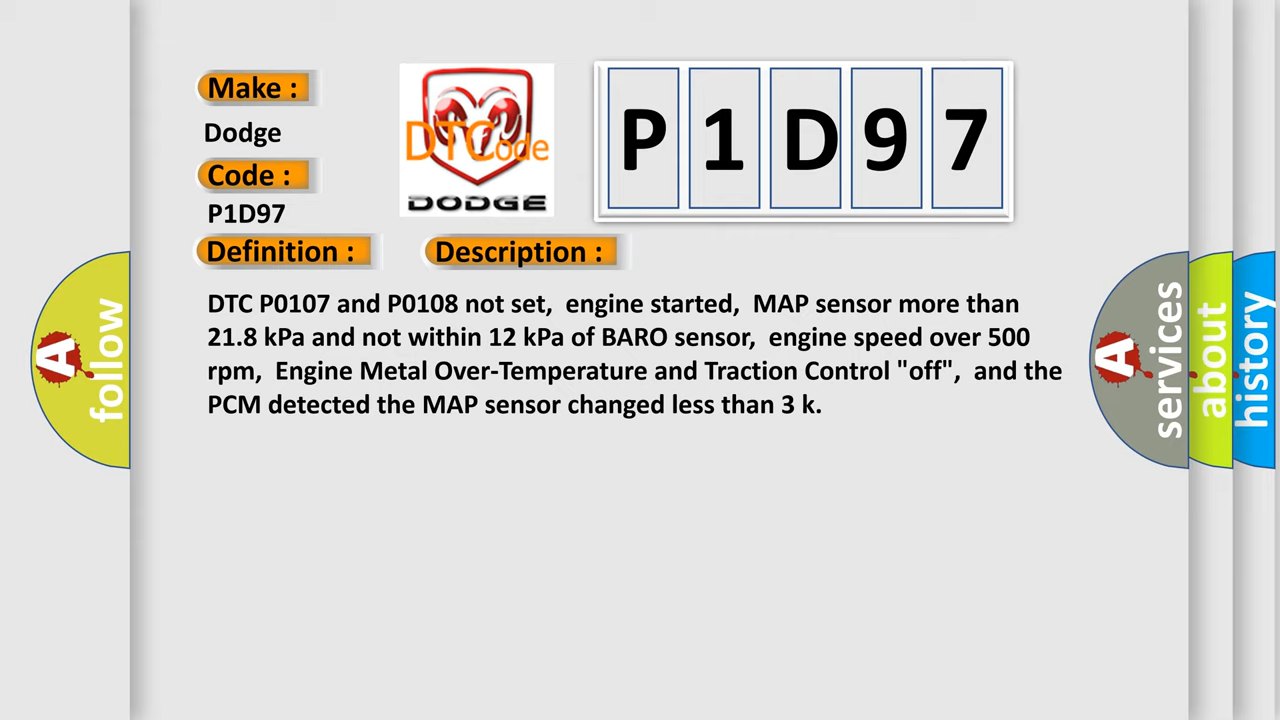 Make :
Dodge
Code :
P1D97
Definition :
Description :
DTC P0107 and P0108 not set,  engine started,  MAP sensor more than
21.8 kPa and not within 12 kPa of BARO sensor,  engine speed over 500
rpm,  Engine Metal Over-Temperature and Traction Control "off",  and the
PCM detected the MAP sensor changed less than 3 k.
DTCode
DODGE
P 1 D 9 7
A follow
A services
about
history